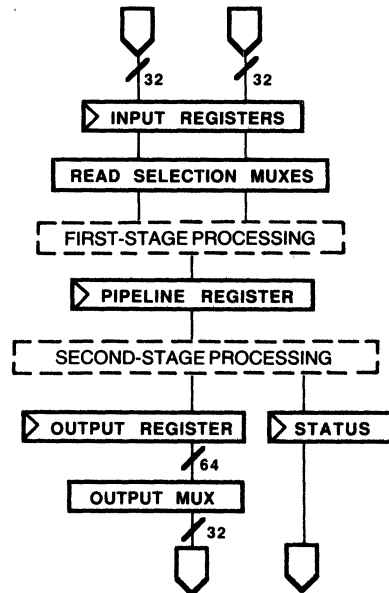 32 32
INPUT REGISTERS
READ SELECTION MUXES
FIRST-STAGE PROCESSING
PIPELINE REGISTER
SECOND-STAGE PROCESSING
OUTPUT REGISTER STATUS
64
OUTPUT MUX
32